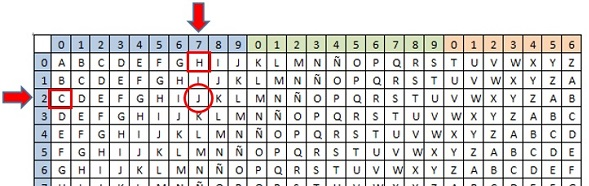 0 1 2 3 4 5 6 7 8 9 0 1 2 3 4 5 6 7 8 9 0 1 2 3 4 5 6
0 A B C D E F G H I J K L M N Ñ O P Q R S T U V W X Y Z
1 B C D E F G H I J K L M N Ñ O P Q R S T U V W X Y Z A
2 C D E F G H I J K L M N Ñ O P Q R S T U V W X Y Z A B
3 D E F G H I J K L M N Ñ O P Q R S T U V W X Y Z A B C
4 E F G H I J K L M N Ñ O P Q R S T U V W X Y Z A B C D
5 F G H I J K L M N Ñ O P Q R S T U V W X Y Z A B C D E
6 G H I J K L M N Ñ O P Q R S T U V W X Y Z A B C D E F